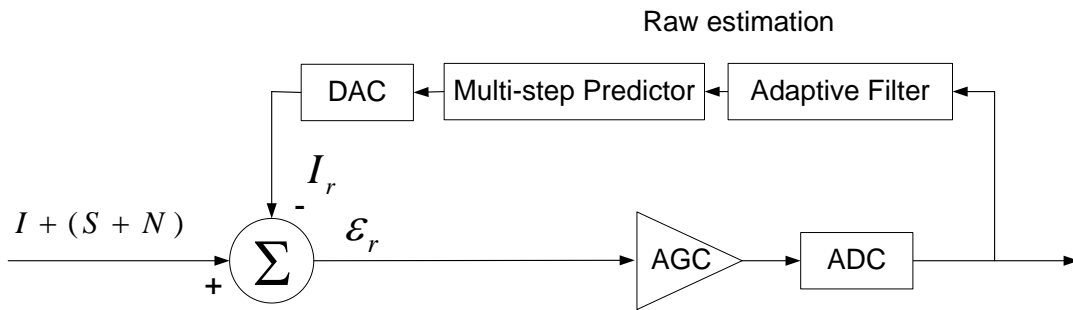 Raw estimation
DAC
Multi-step Predictor
Adaptive Filter
I_r
-
I + (S + N)
ε_r
+
Σ
AGC
ADC